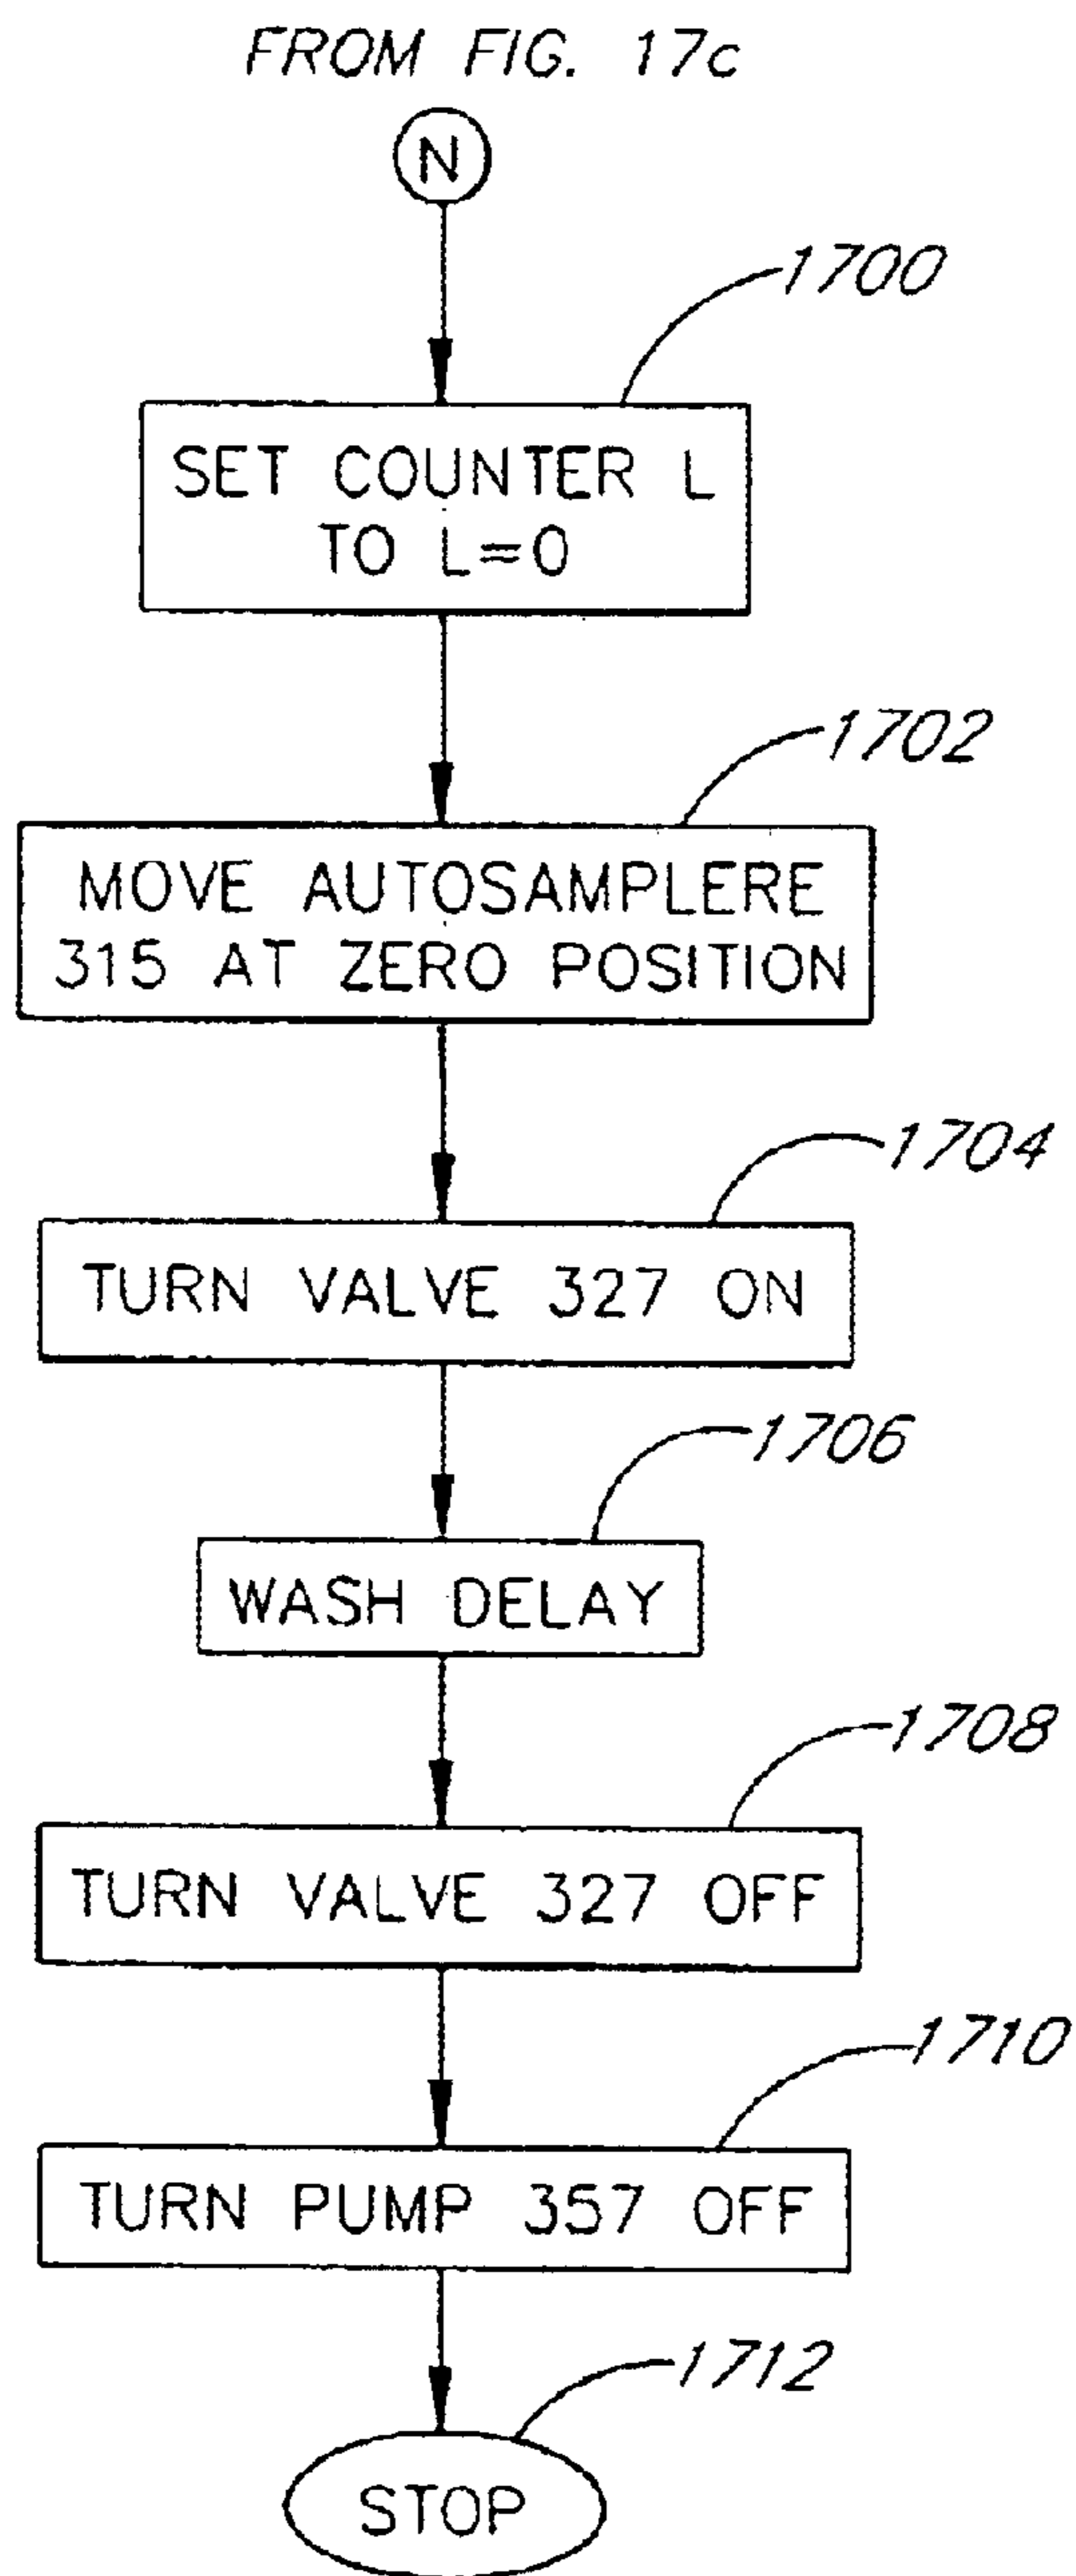 FROM FIG. 17c
N
1700
SET COUNTER L
TO L=0
1702
MOVE AUTOSAMPLERE
315 AT ZERO POSITION
1704
TURN VALVE 327 ON
1706
WASH DELAY
1708
TURN VALVE 327 OFF
1710
TURN PUMP 357 OFF
1712
STOP